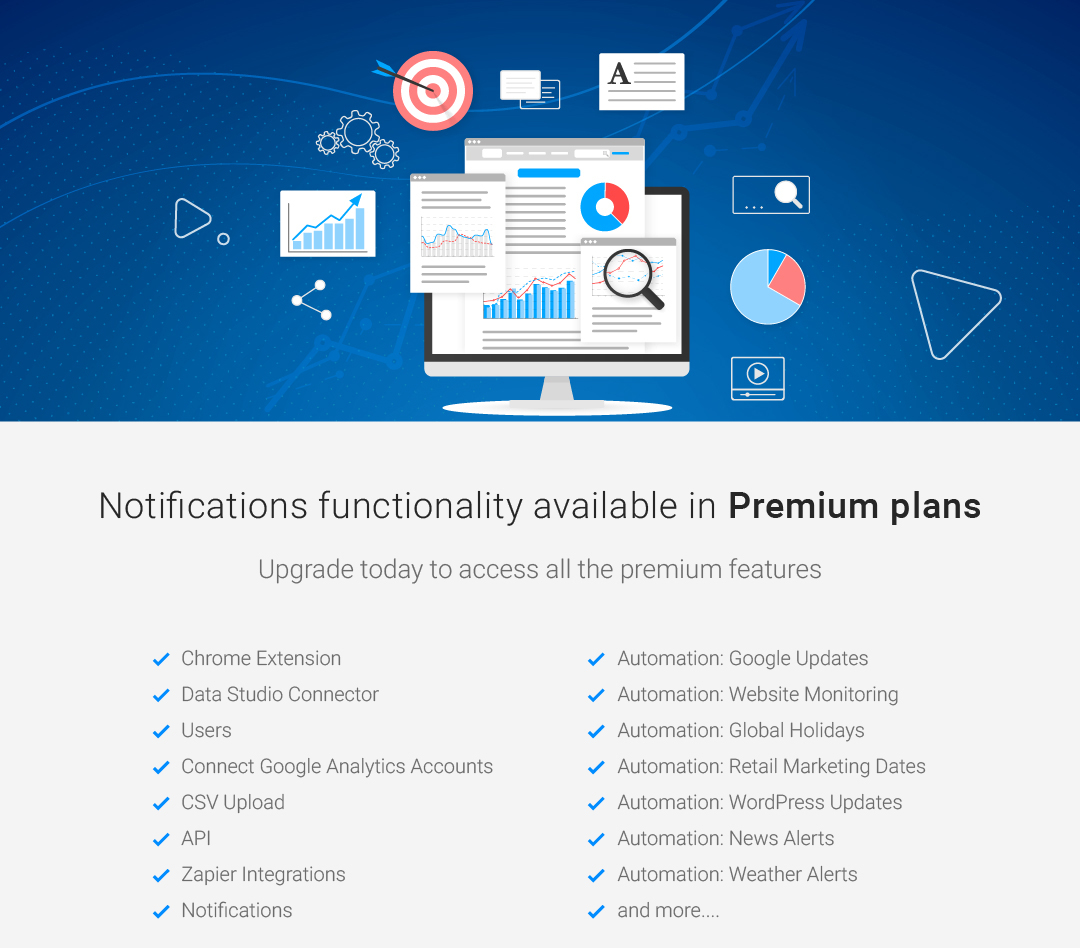 A
Notifications functionality available in Premium plans
Upgrade today to access all the premium features
Chrome Extension
Data Studio Connector
Users
Connect Google Analytics Accounts
CSV Upload
API
Zapier Integrations
Notifications
Automation: Google Updates
Automation: Website Monitoring
Automation: Global Holidays
Automation: Retail Marketing Dates
Automation: WordPress Updates
Automation: News Alerts
Automation: Weather Alerts
and more....